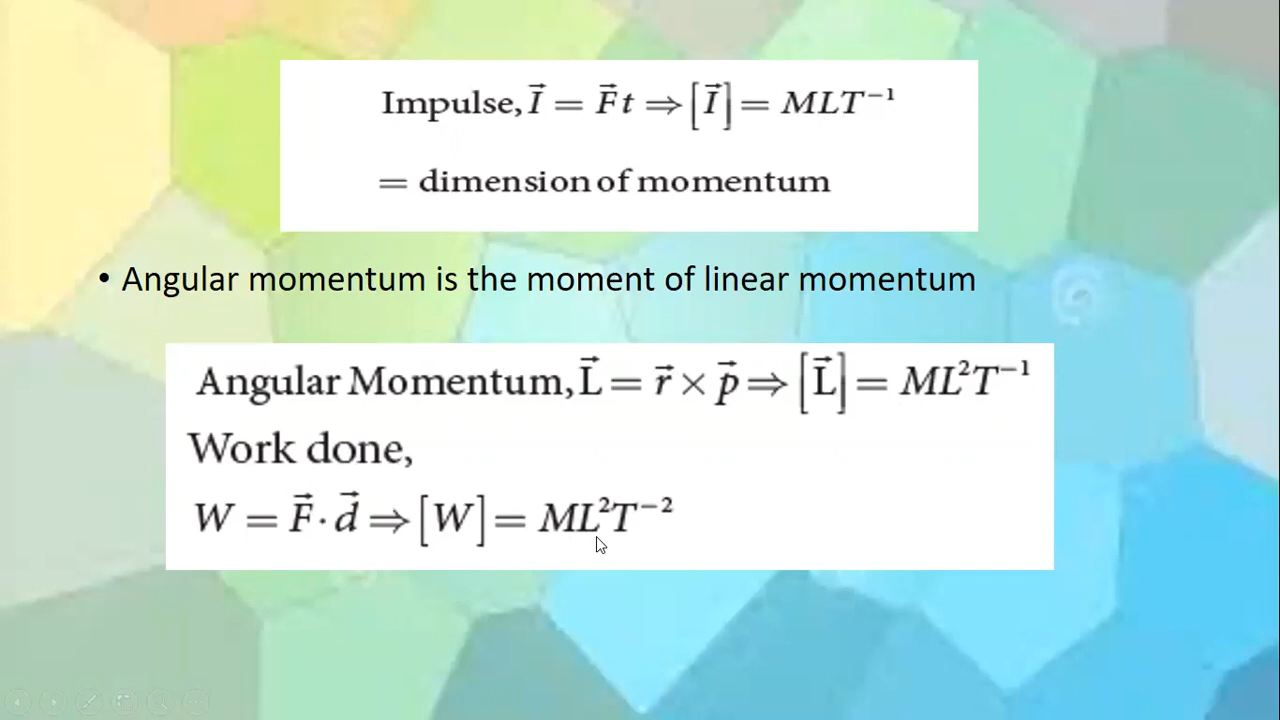 Impulse, I⃗ = F⃗ t ⇒ [I⃗] = MLT⁻¹
= dimension of momentum
• Angular momentum is the moment of linear momentum
Angular Momentum, L⃗ = r⃗ × p⃗ ⇒ [L⃗] = ML²T⁻¹
Work done,
W = F⃗ · d⃗ ⇒ [W] = ML²T⁻²